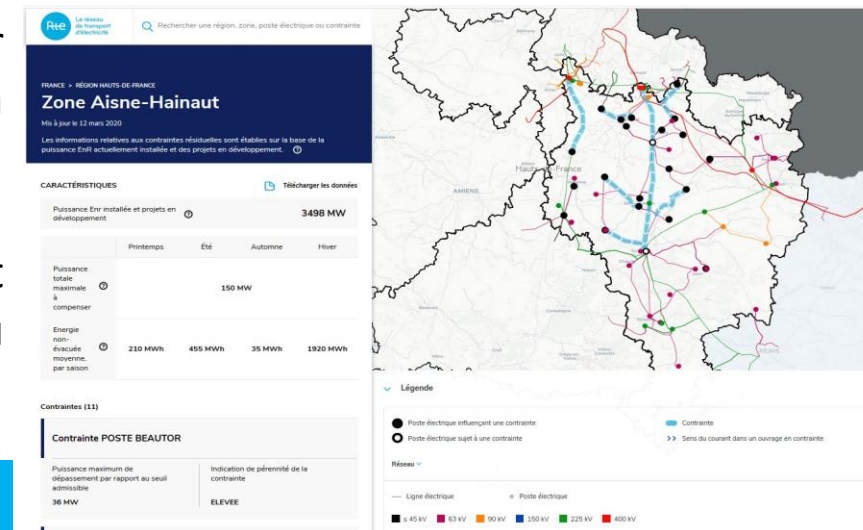 Rte
Le réseau
de transport
d'électricité
Rechercher une région, zone, poste électrique ou contrainte
FRANCE > RÉGION HAUTS-DE-FRANCE
Zone Aisne-Hainaut
Mis à jour le 12 mars 2020
Les informations relatives aux contraintes résiduelles sont établies sur la base de la
puissance EnR actuellement installée et des projets en développement.
CARACTÉRISTIQUES
Télécharger les données
Puissance Enr installée et projets en
développement
3498 MW
Printemps Été Automne Hiver
Puissance
totale
maximale
à
compenser
150 MW
Energie
non-
évacuée
moyenne,
par saison
210 MWh 455 MWh 35 MWh 1920 MWh
Contraintes (11)
Contrainte POSTE BEAUTOR
Puissance maximum de
dépassement par rapport au seuil
admissible
36 MW
Indication de pérennité de la
contrainte
ELEVEE
AMIENS
REIMS
Légende
Poste électrique influençant une contrainte
Contrainte
Poste électrique sujet à une contrainte
>> Sens du courant dans un ouvrage en contrainte
Réseau
Ligne électrique
Poste électrique
≤ 45 kV 63 kV 90 kV 150 kV 225 kV 400 kV